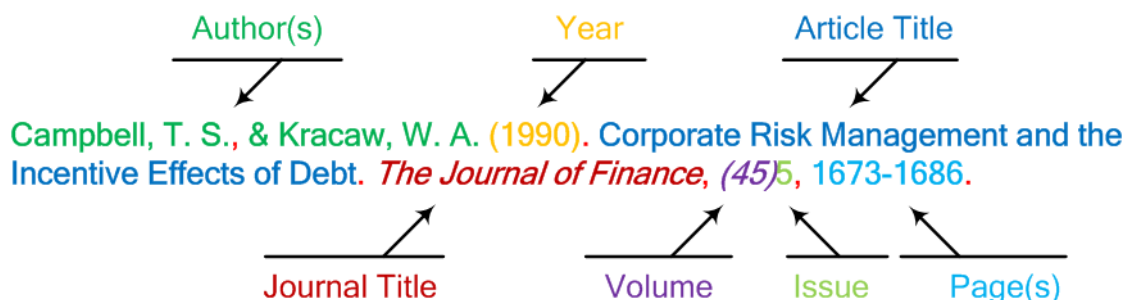 Author(s) Year Article Title
Campbell, T. S., & Kracaw, W. A. (1990). Corporate Risk Management and the
Incentive Effects of Debt. The Journal of Finance, (45)5, 1673-1686.
Journal Title Volume Issue Page(s)